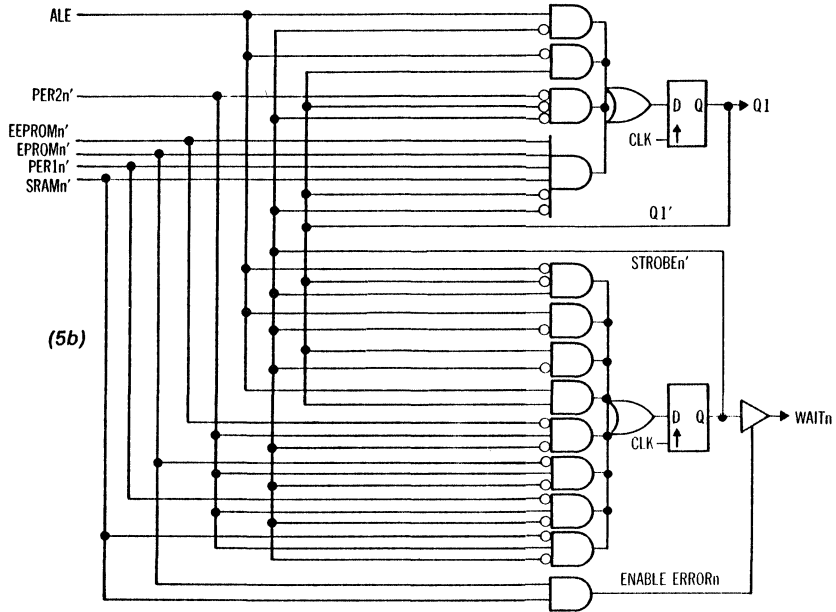 ALE
PER2n'
EEPROMn'
EPROMn'
PER1n'
SRAMn'
D Q
Q1
CLK
Q1'
STROBEn'
(5b)
D Q
WAITn
CLK
ENABLE ERRORn